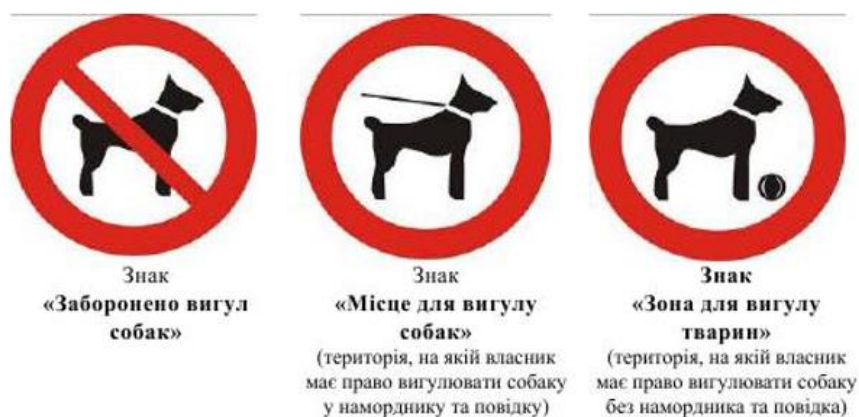 Знак
«Заборонено вигул
собак»
Знак
«Місце для вигулу
собак»
(територія, на якій власник
має право вигулювати собаку
у наморднику та повідку)
Знак
«Зона для вигулу
тварин»
(територія, на якій власник
має право вигулювати собаку
без намордника та повідка)